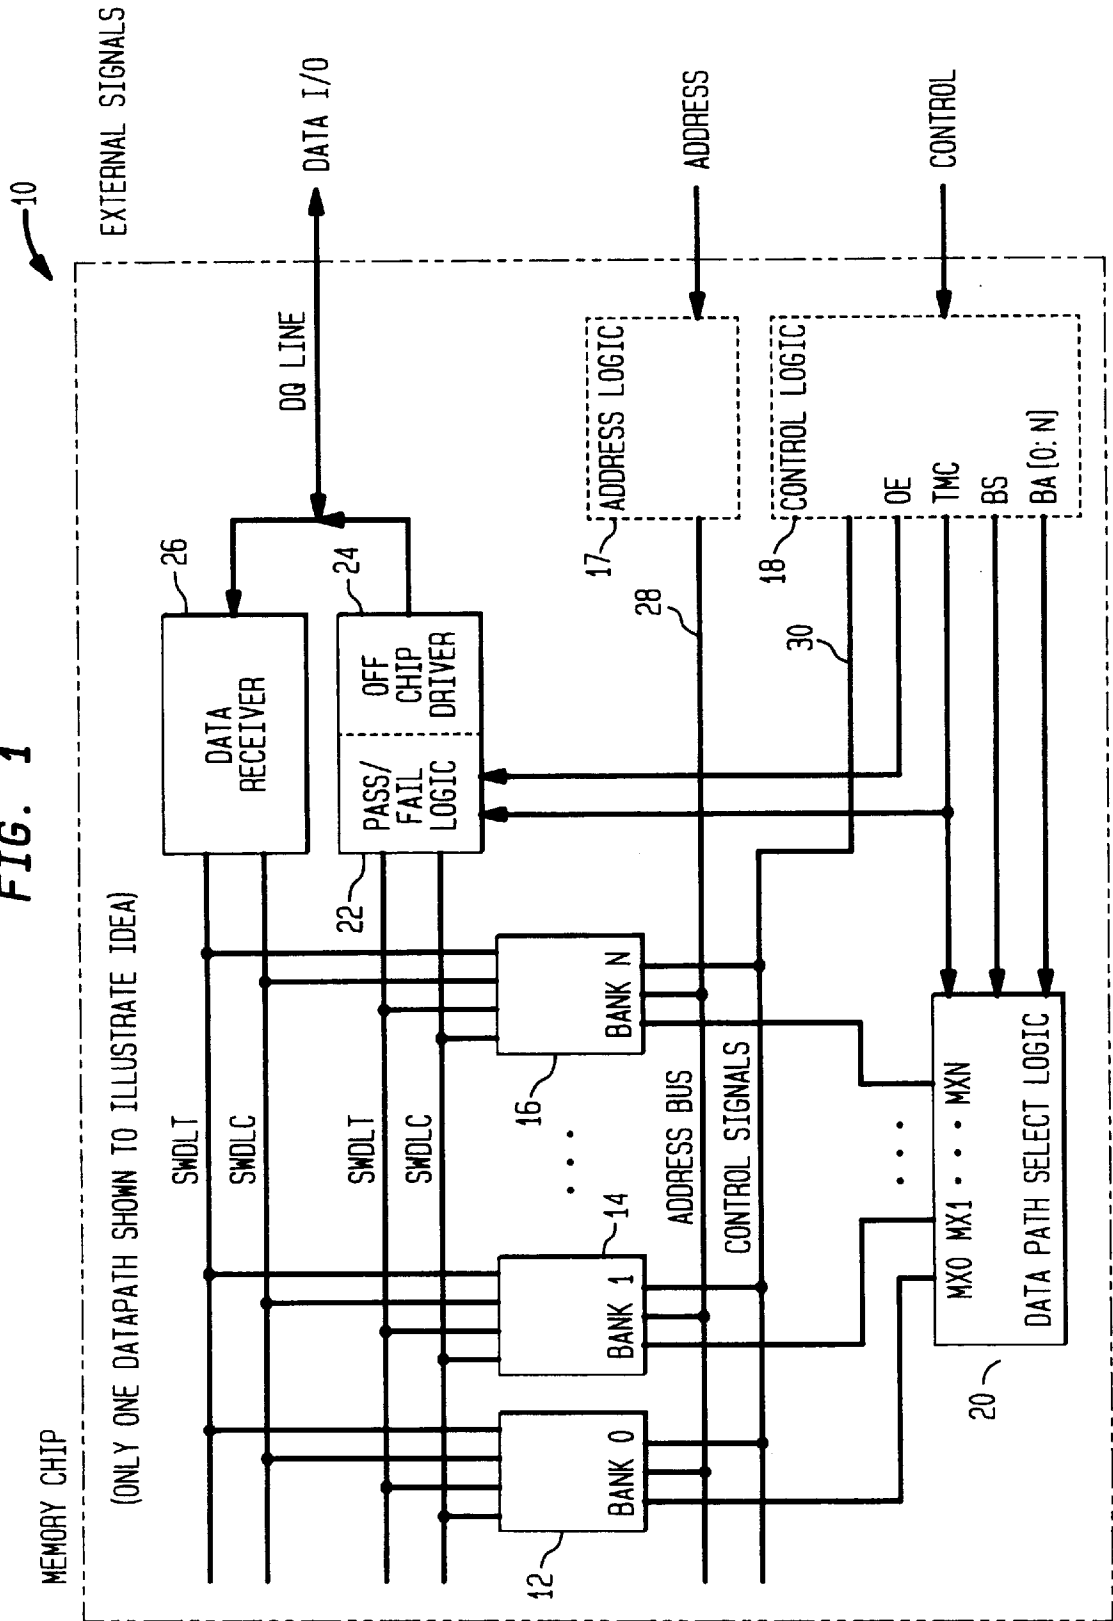 FIG. 1
10
MEMORY CHIP
EXTERNAL SIGNALS
(ONLY ONE DATAPATH SHOWN TO ILLUSTRATE IDEA)
SWDLT
SWDLC
SWDLT
SWDLC
26
DATA
RECEIVER
DQ LINE
DATA I/O
22
PASS/
FAIL
LOGIC
24
OFF
CHIP
DRIVER
12
BANK 0
14
BANK 1
16
BANK N
ADDRESS BUS
28
17
ADDRESS LOGIC
ADDRESS
CONTROL SIGNALS
30
18
CONTROL LOGIC
OE
TMC
BS
BA[0:N]
CONTROL
MX0 MX1 MXN
DATA PATH SELECT LOGIC
20